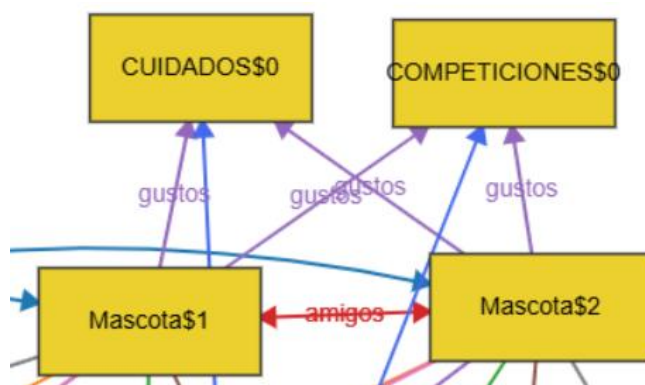 CUIDADOS$0
COMPETICIONES$0
gustos
gustos
gustos
gustos
Mascota$1
amigos
Mascota$2